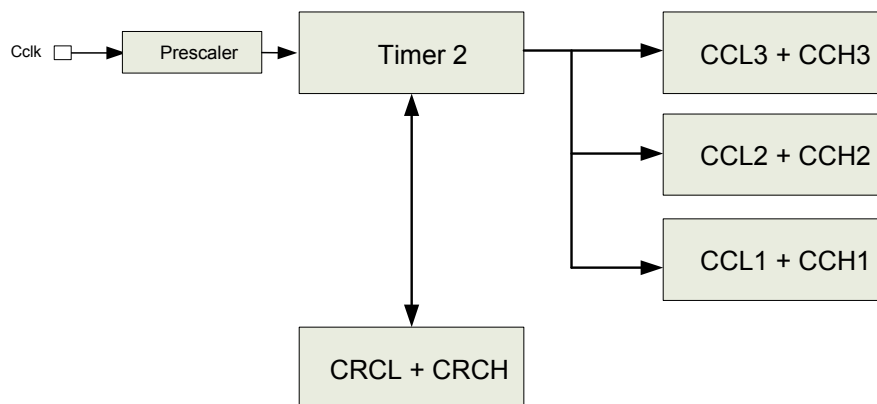 Cclk
Prescaler
Timer 2
CCL3 + CCH3
CCL2 + CCH2
CCL1 + CCH1
CRCL + CRCH